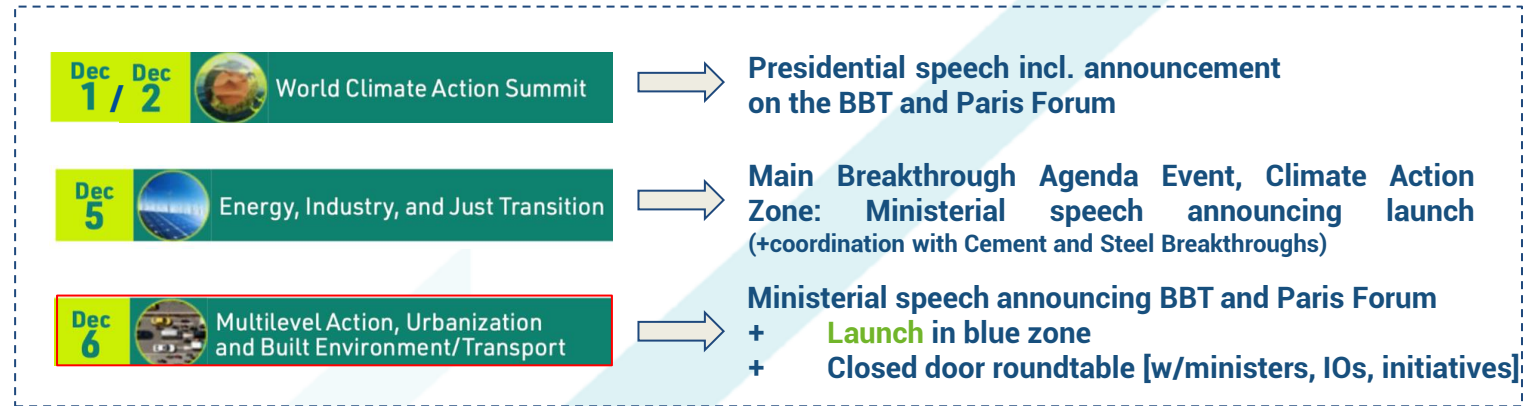 Dec 1 / Dec 2
World Climate Action Summit
Presidential speech incl. announcement
on the BBT and Paris Forum
Dec 5
Energy, Industry, and Just Transition
Main Breakthrough Agenda Event, Climate Action
Zone: Ministerial speech announcing launch
(+coordination with Cement and Steel Breakthroughs)
Dec 6
Multilevel Action, Urbanization
and Built Environment/Transport
Ministerial speech announcing BBT and Paris Forum
+ Launch in blue zone
+ Closed door roundtable [w/ministers, IOs, initiatives]